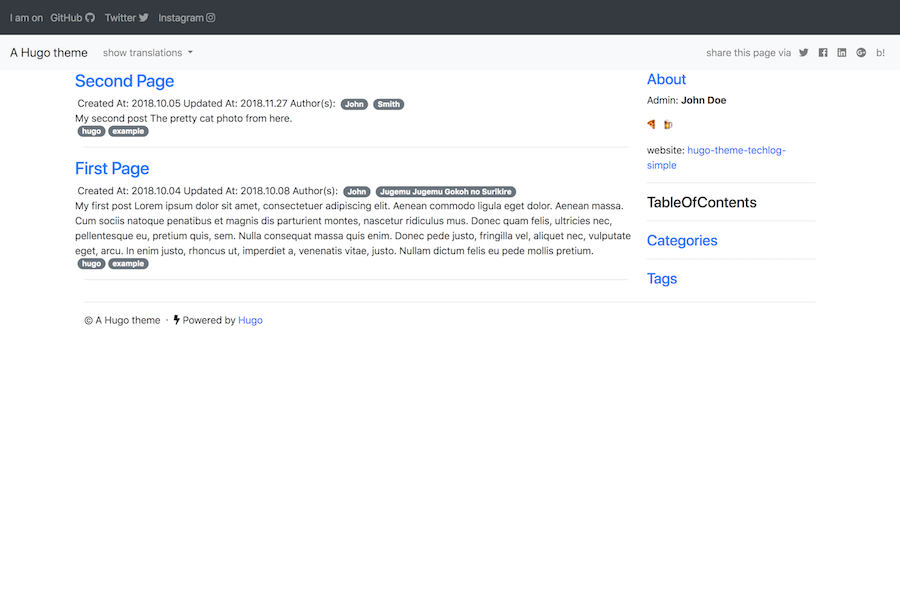 I am on GitHub Twitter Instagram
A Hugo theme show translations share this page via b!
Second Page
Created At: 2018.10.05 Updated At: 2018.11.27 Author(s): John Smith
My second post The pretty cat photo from here.
hugo example
First Page
Created At: 2018.10.04 Updated At: 2018.10.08 Author(s): John Jugemu Jugemu Gokoh no Surikire
My first post Lorem ipsum dolor sit amet, consectetuer adipiscing elit. Aenean commodo ligula eget dolor. Aenean massa.
Cum sociis natoque penatibus et magnis dis parturient montes, nascetur ridiculus mus. Donec quam felis, ultricies nec,
pellentesque eu, pretium quis, sem. Nulla consequat massa quis enim. Donec pede justo, fringilla vel, aliquet nec, vulputate
eget, arcu. In enim justo, rhoncus ut, imperdiet a, venenatis vitae, justo. Nullam dictum felis eu pede mollis pretium.
hugo example
About
Admin: John Doe
website: hugo-theme-techlog-
simple
TableOfContents
Categories
Tags
© A Hugo theme · Powered by Hugo